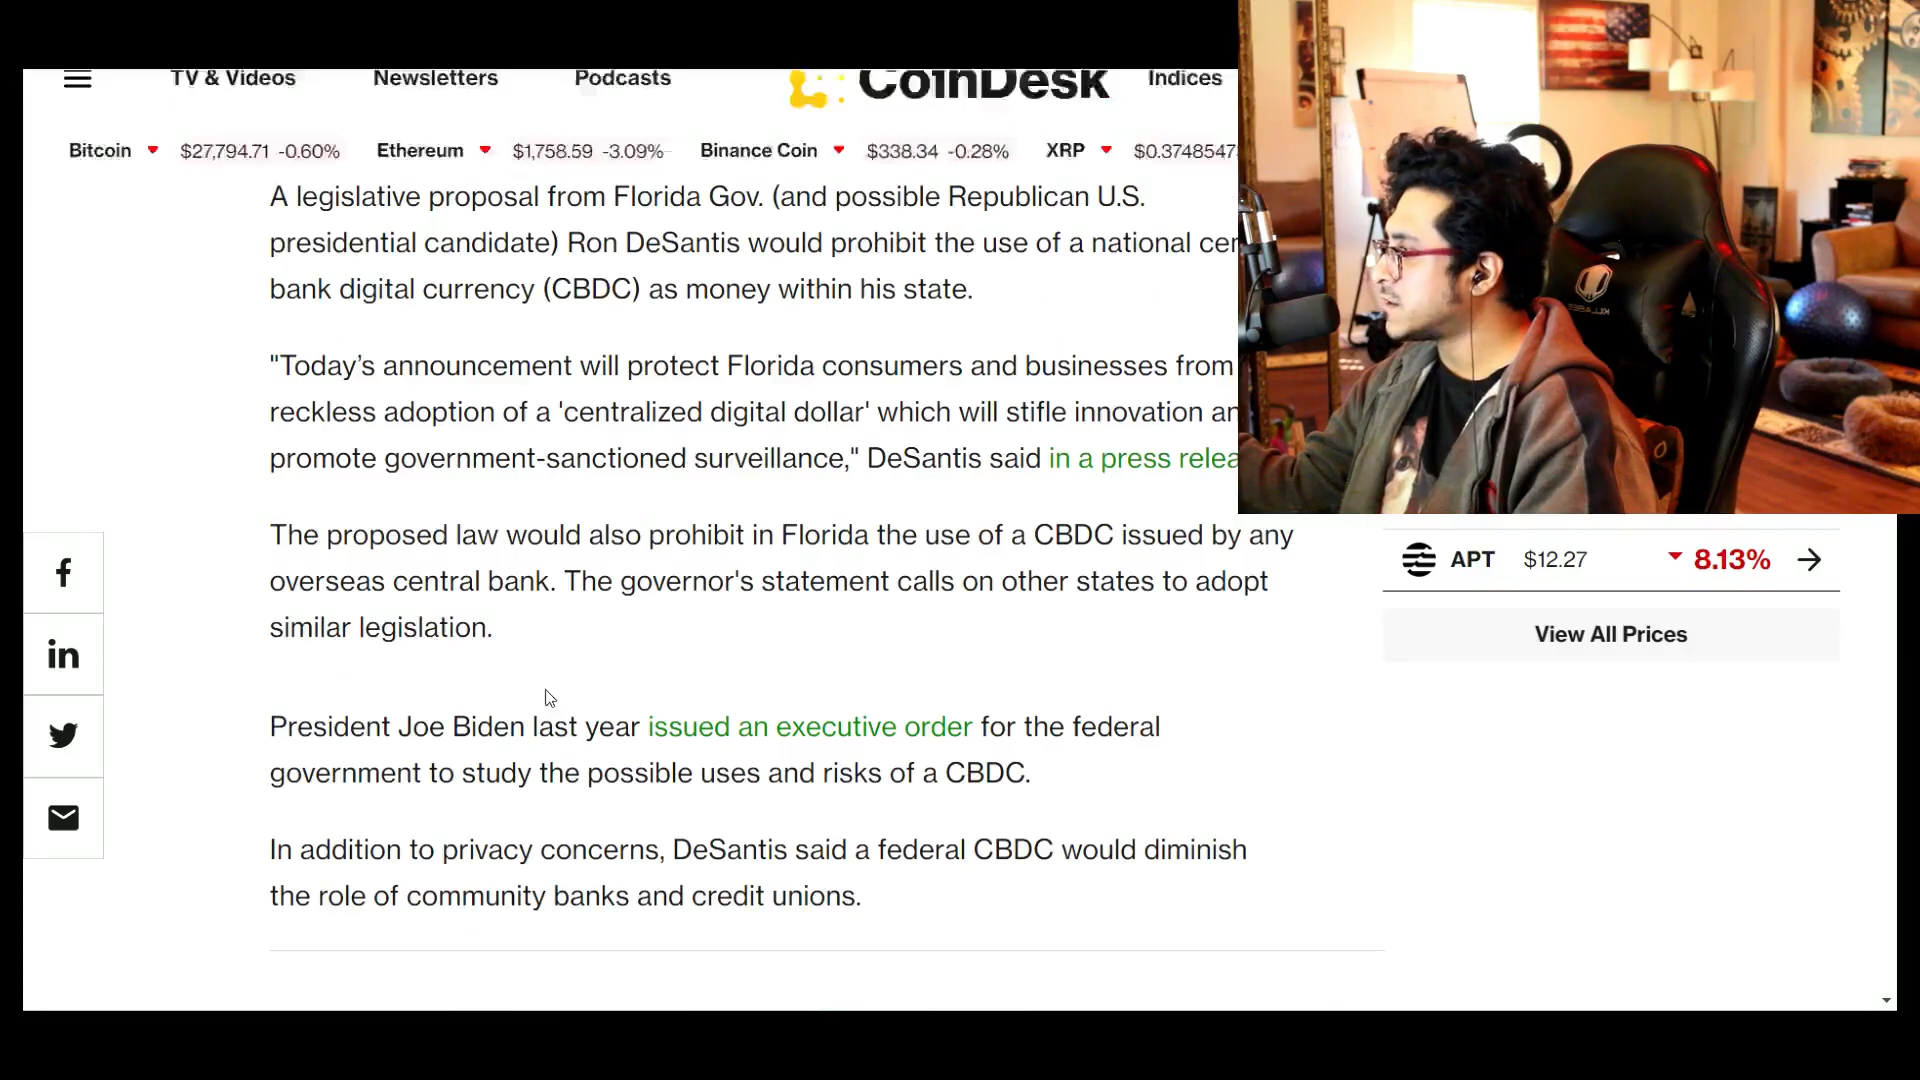 TV & Videos Newsletters Podcasts CoinDesk Indices
Bitcoin $27,794.71 -0.60% Ethereum $1,758.59 -3.09% Binance Coin $338.34 -0.28% XRP $0.3748547
A legislative proposal from Florida Gov. (and possible Republican U.S.
presidential candidate) Ron DeSantis would prohibit the use of a national cen
bank digital currency (CBDC) as money within his state.
"Today’s announcement will protect Florida consumers and businesses from
reckless adoption of a 'centralized digital dollar' which will stifle innovation an
promote government-sanctioned surveillance," DeSantis said in a press relea
The proposed law would also prohibit in Florida the use of a CBDC issued by any
overseas central bank. The governor's statement calls on other states to adopt
similar legislation.
APT $12.27 8.13%
View All Prices
President Joe Biden last year issued an executive order for the federal
government to study the possible uses and risks of a CBDC.
In addition to privacy concerns, DeSantis said a federal CBDC would diminish
the role of community banks and credit unions.